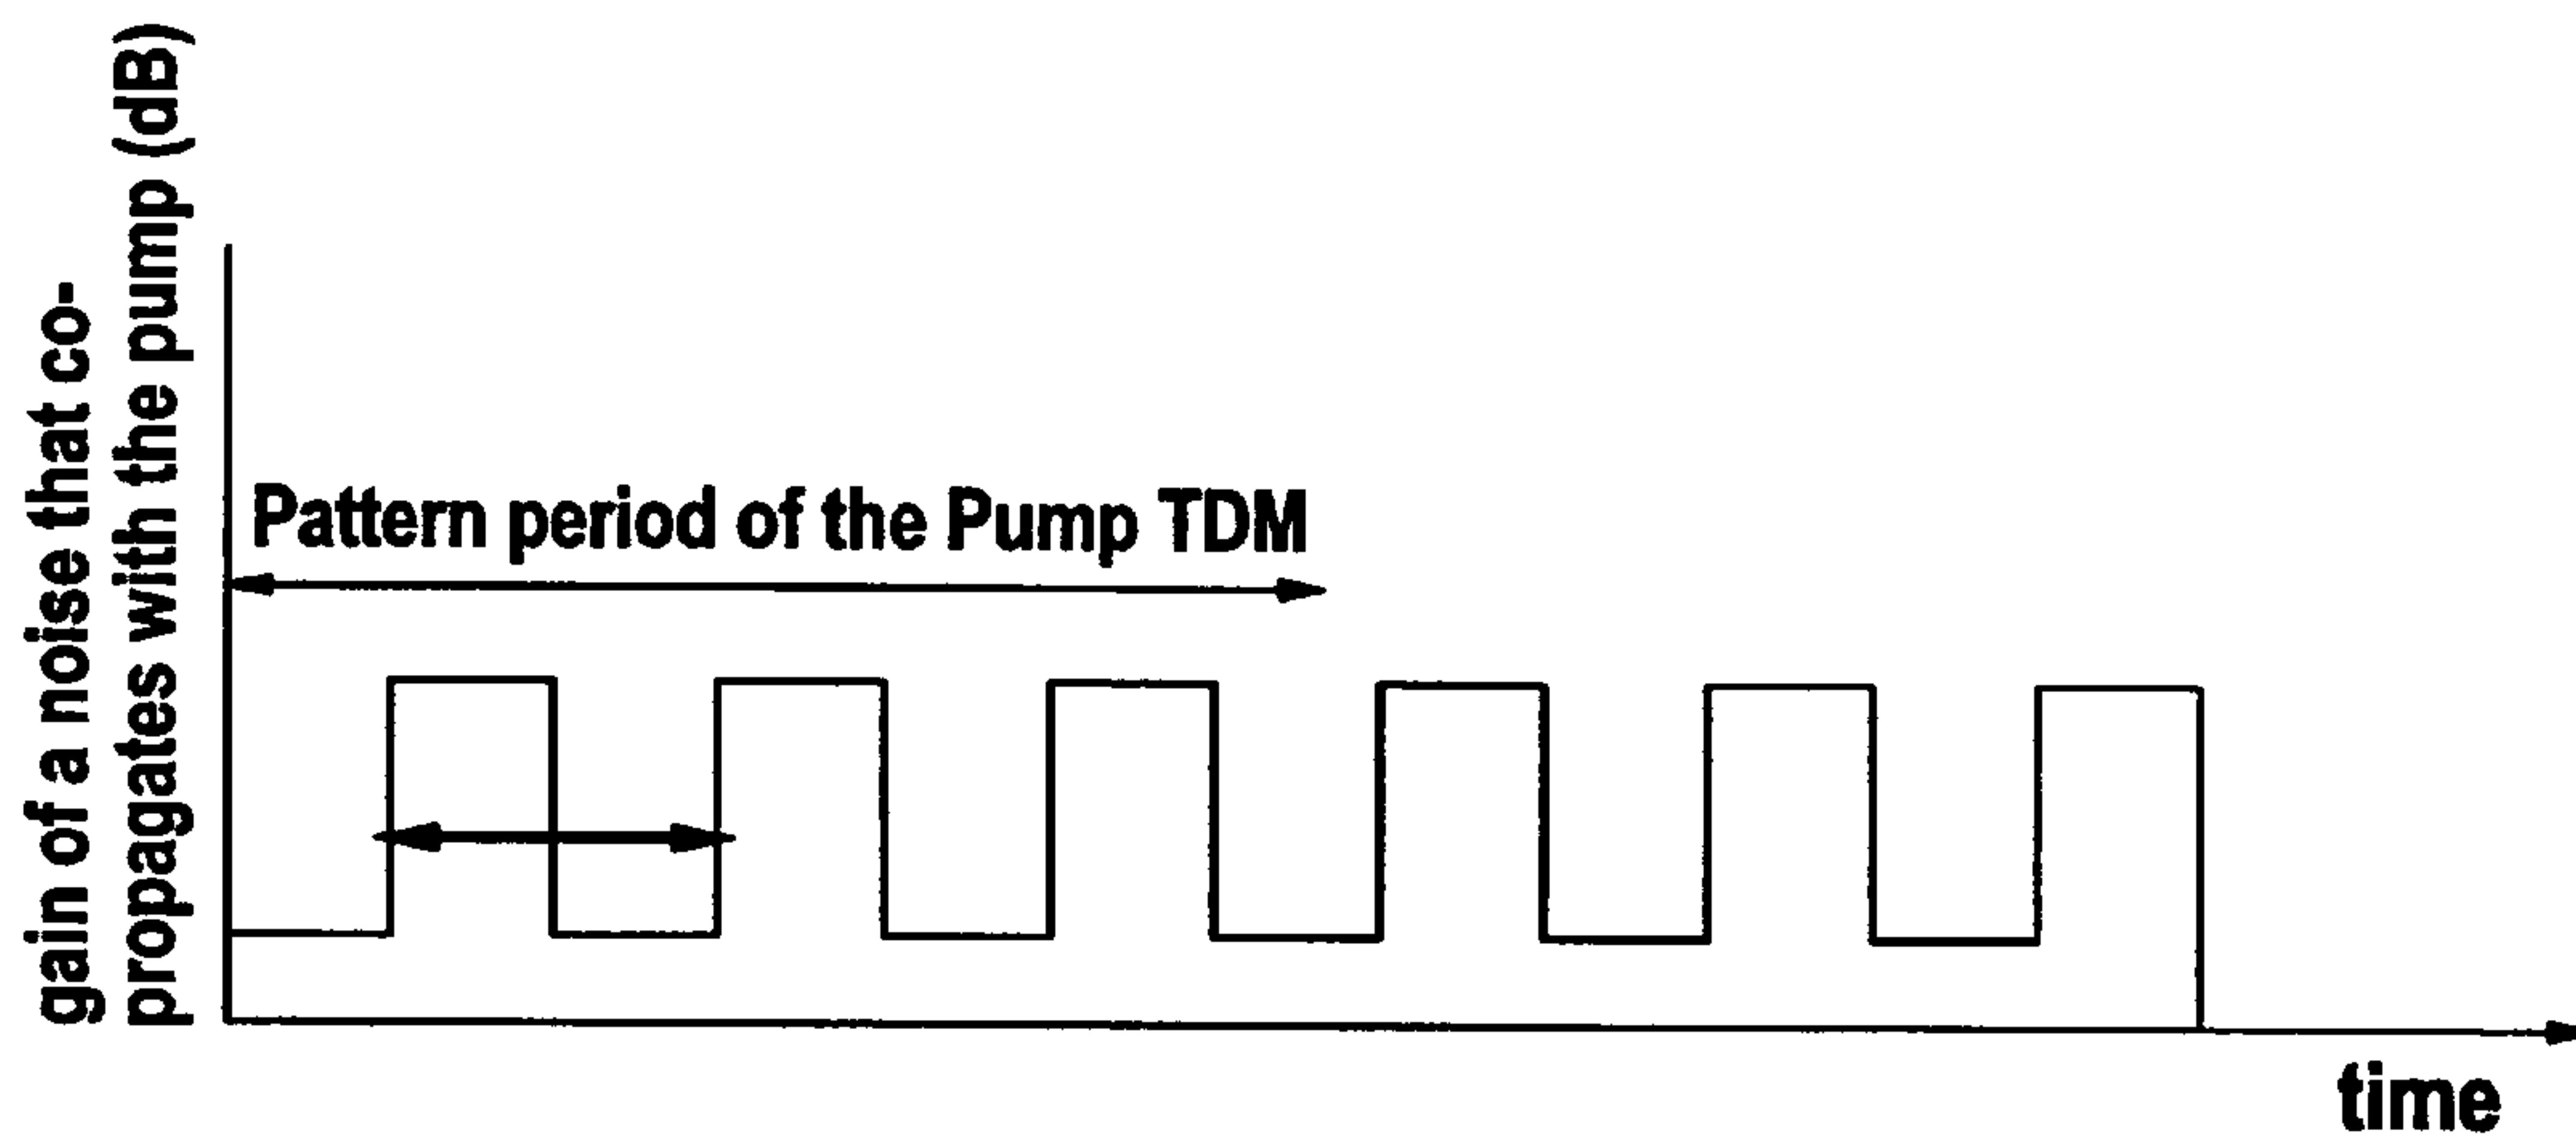 gain of a noise that co-
propagates with the pump (dB)
Pattern period of the Pump TDM
time